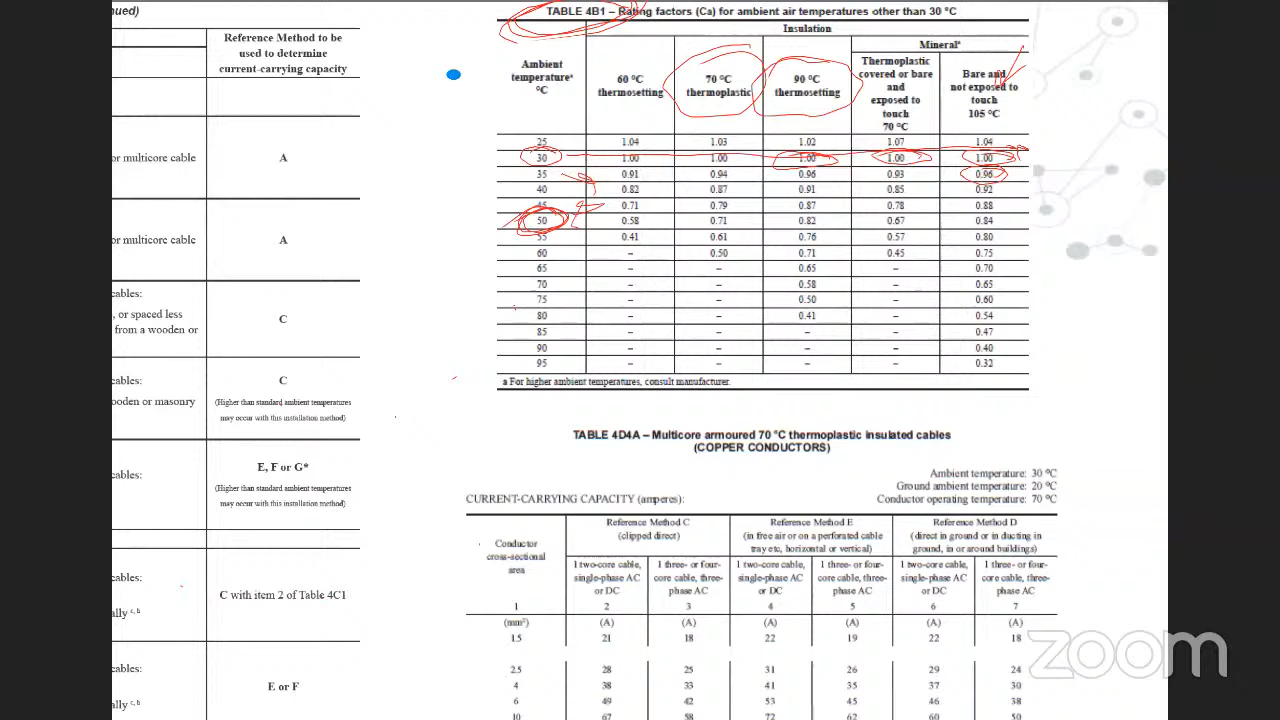 nued)
Reference Method to be
used to determine
current-carrying capacity
or multicore cable
A
or multicore cable
A
cables:
, or spaced less
from a wooden or
C
cables:
ooden or masonry
C
(Higher than standard ambient temperatures
may occur with this installation method)
cables:
E, F or G*
(Higher than standard ambient temperatures
may occur with this installation method)
cables:
ally c, h
C with item 2 of Table 4C1
cables:
ally c, h
E or F
TABLE 4B1 – Rating factors (Ca) for ambient air temperatures other than 30 °C
Ambient temperatureᵃ °C
Insulation
60 °C thermosetting
70 °C thermoplastic
90 °C thermosetting
Mineralᵃ
Thermoplastic covered or bare and exposed to touch 70 °C
Bare and not exposed to touch 105 °C
25 1.04 1.03 1.02 1.07 1.04
30 1.00 1.00 1.00 1.00 1.00
35 0.91 0.94 0.96 0.93 0.96
40 0.82 0.87 0.91 0.85 0.92
45 0.71 0.79 0.87 0.78 0.88
50 0.58 0.71 0.82 0.67 0.84
55 0.41 0.61 0.76 0.57 0.80
60 – 0.50 0.71 0.45 0.75
65 – – 0.65 – 0.70
70 – – 0.58 – 0.65
75 – – 0.50 – 0.60
80 – – 0.41 – 0.54
85 – – – – 0.47
90 – – – – 0.40
95 – – – – 0.32
a For higher ambient temperatures, consult manufacturer.
TABLE 4D4A – Multicore armoured 70 °C thermoplastic insulated cables
(COPPER CONDUCTORS)
Ambient temperature: 30 °C
Ground ambient temperature: 20 °C
CURRENT-CARRYING CAPACITY (amperes): Conductor operating temperature: 70 °C
Conductor cross-sectional area
Reference Method C (clipped direct)
Reference Method E (in free air or on a perforated cable tray etc, horizontal or vertical)
Reference Method D (direct in ground or in ducting in ground, in or around buildings)
1 two-core cable, single-phase AC or DC
1 three- or four-core cable, three-phase AC
1 two-core cable, single-phase AC or DC
1 three- or four-core cable, three-phase AC
1 two-core cable, single-phase AC or DC
1 three- or four-core cable, three-phase AC
1 2 3 4 5 6 7
(mm²) (A) (A) (A) (A) (A) (A)
1.5 21 18 22 19 22 18
2.5 28 25 31 26 29 24
4 38 33 41 35 37 30
6 49 42 53 45 46 38
10 67 58 72 62 60 50
zoom